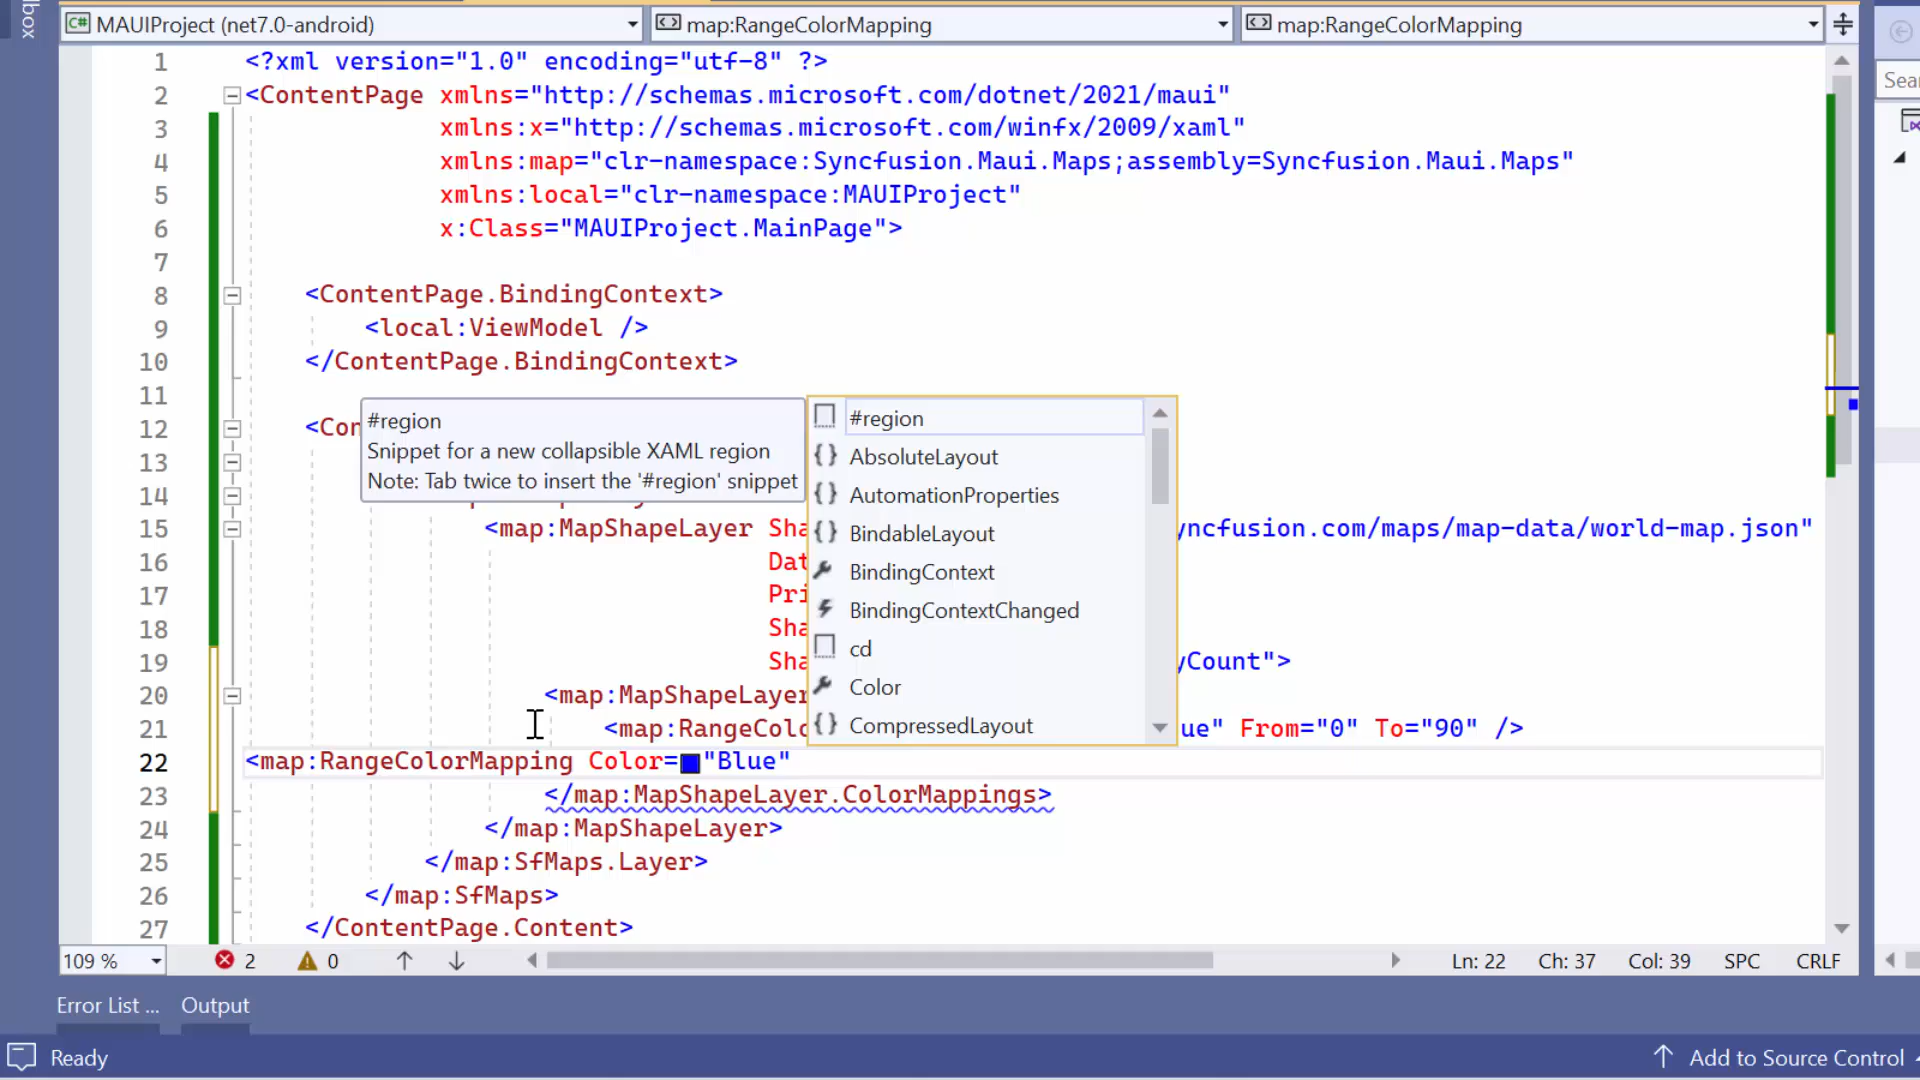 box
MAUIProject (net7.0-android)
map:RangeColorMapping
map:RangeColorMapping
1 <?xml version="1.0" encoding="utf-8" ?>
2 <ContentPage xmlns="http://schemas.microsoft.com/dotnet/2021/maui"
3 xmlns:x="http://schemas.microsoft.com/winfx/2009/xaml"
4 xmlns:map="clr-namespace:Syncfusion.Maui.Maps;assembly=Syncfusion.Maui.Maps"
5 xmlns:local="clr-namespace:MAUIProject"
6 x:Class="MAUIProject.MainPage">
7
8 <ContentPage.BindingContext>
9 <local:ViewModel />
10 </ContentPage.BindingContext>
11
12 <Con
13
14
15 <map:MapShapeLayer Sha yncfusion.com/maps/map-data/world-map.json"
16 Dat
17 Pri
18 Sha
19 Sha yCount">
20 <map:MapShapeLayer
21 <map:RangeColo ue" From="0" To="90" />
22 <map:RangeColorMapping Color="Blue"
23 </map:MapShapeLayer.ColorMappings>
24 </map:MapShapeLayer>
25 </map:SfMaps.Layer>
26 </map:SfMaps>
27 </ContentPage.Content>
#region
Snippet for a new collapsible XAML region
Note: Tab twice to insert the '#region' snippet
#region
AbsoluteLayout
AutomationProperties
BindableLayout
BindingContext
BindingContextChanged
cd
Color
CompressedLayout
109 % 2 0 Ln: 22 Ch: 37 Col: 39 SPC CRLF
Error List ... Output
Ready
Add to Source Control
Sear